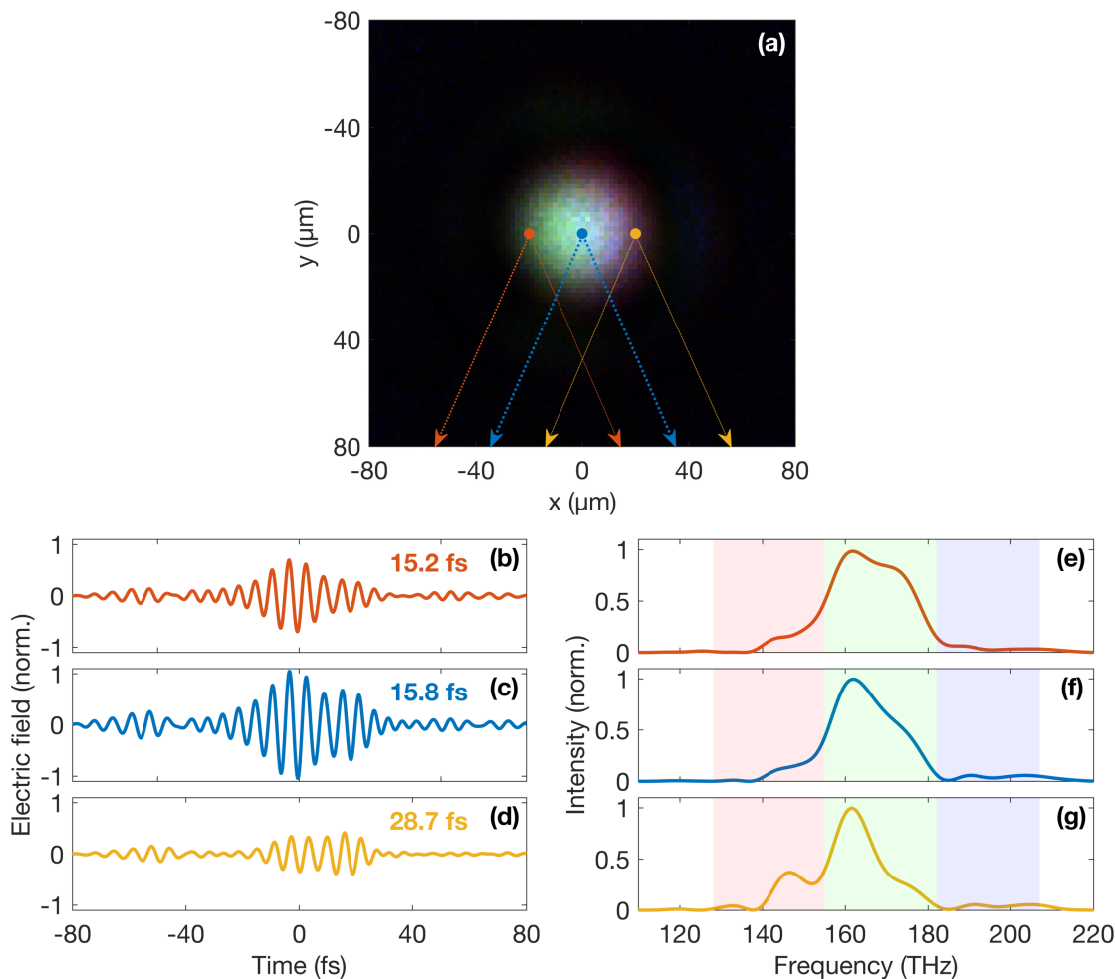 (a)
-80
-40
0
40
80
y (µm)
-80 -40 0 40 80
x (µm)
1
0
-1
15.2 fs (b)
1
0
-1
15.8 fs (c)
1
0
-1
28.7 fs (d)
Electric field (norm.)
-80 -40 0 40 80
Time (fs)
1
0.5
0
(e)
1
0.5
0
(f)
1
0.5
0
(g)
Intensity (norm.)
120 140 160 180 200 220
Frequency (THz)